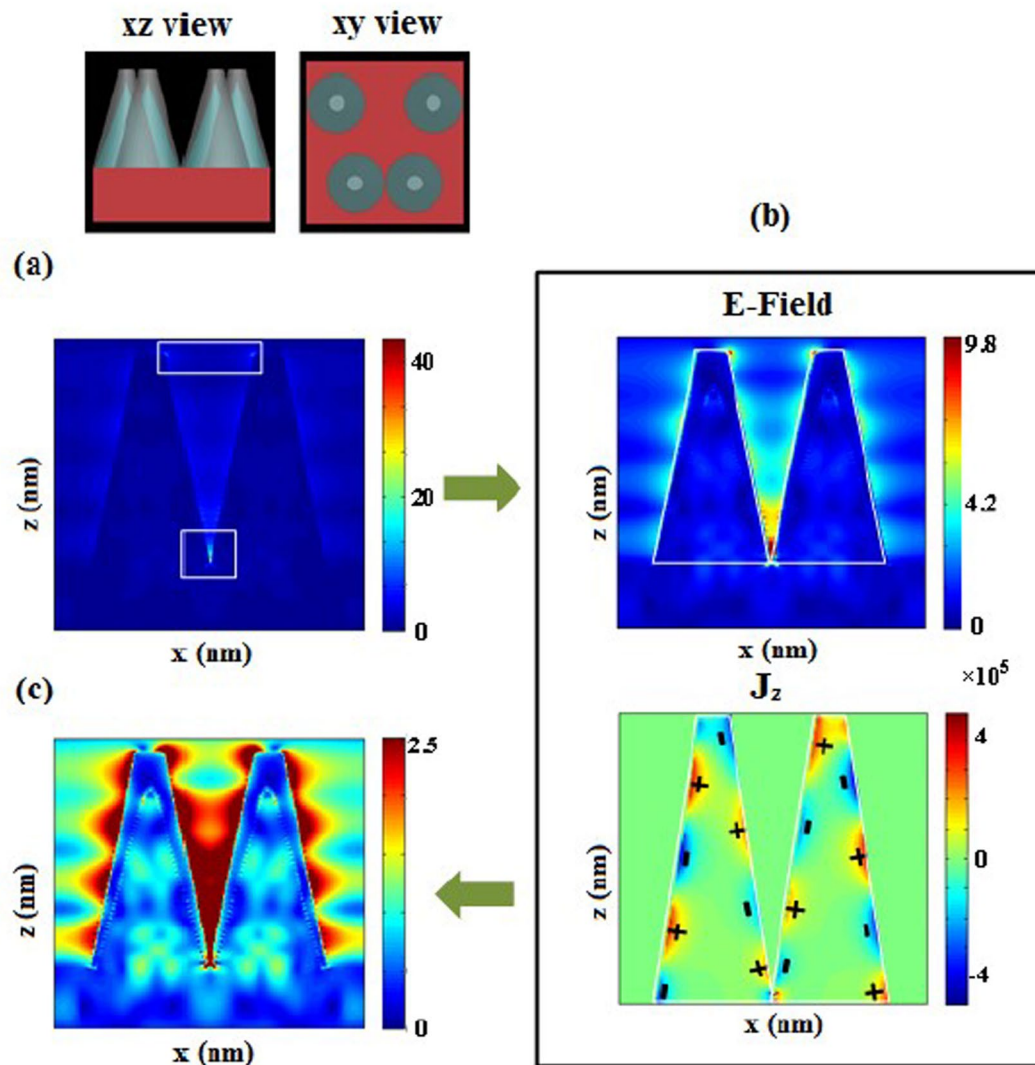 xz view
xy view
(b)
(a)
E-Field
40
20
0
z (nm)
x (nm)
9.8
4.2
0
z (nm)
x (nm)
(c)
J₂
×10⁵
2.5
0
z (nm)
x (nm)
4
0
-4
z (nm)
x (nm)